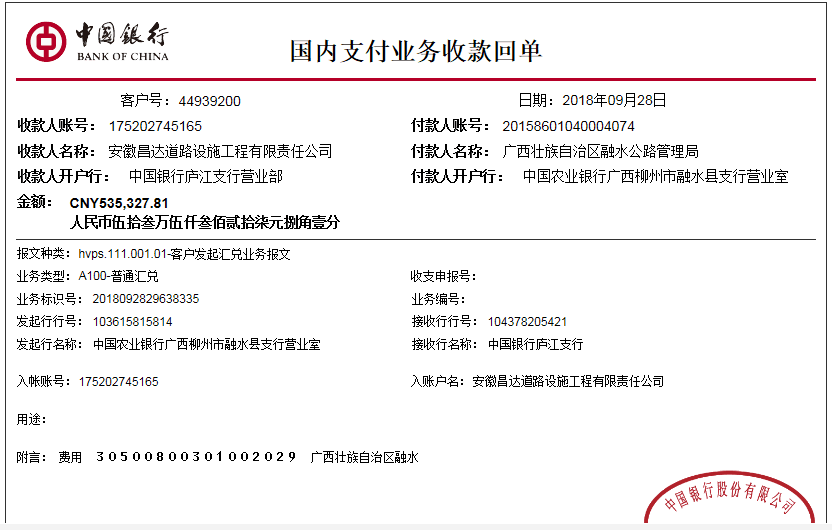 中国银行
BANK OF CHINA
国内支付业务收款回单
客户号：44939200 日期：2018年09月28日
收款人账号：175202745165 付款人账号：20158601040004074
收款人名称：安徽昌达道路设施工程有限责任公司 付款人名称：广西壮族自治区融水公路管理局
收款人开户行：中国银行庐江支行营业部 付款人开户行：中国农业银行广西柳州市融水县支行营业室
金额：CNY535,327.81
人民币伍拾叁万伍仟叁佰贰拾柒元捌角壹分
报文种类：hvps.111.001.01-客户发起汇兑业务报文
业务类型：A100-普通汇兑 收支申报号：
业务标识号：2018092829638335 业务编号：
发起行行号：103615815814 接收行行号：104378205421
发起行名称：中国农业银行广西柳州市融水县支行营业室 接收行名称：中国银行庐江支行
入帐账号：175202745165 入账户名：安徽昌达道路设施工程有限责任公司
用途：
附言：费用 30500800301002029 广西壮族自治区融水
中国银行股份有限公司